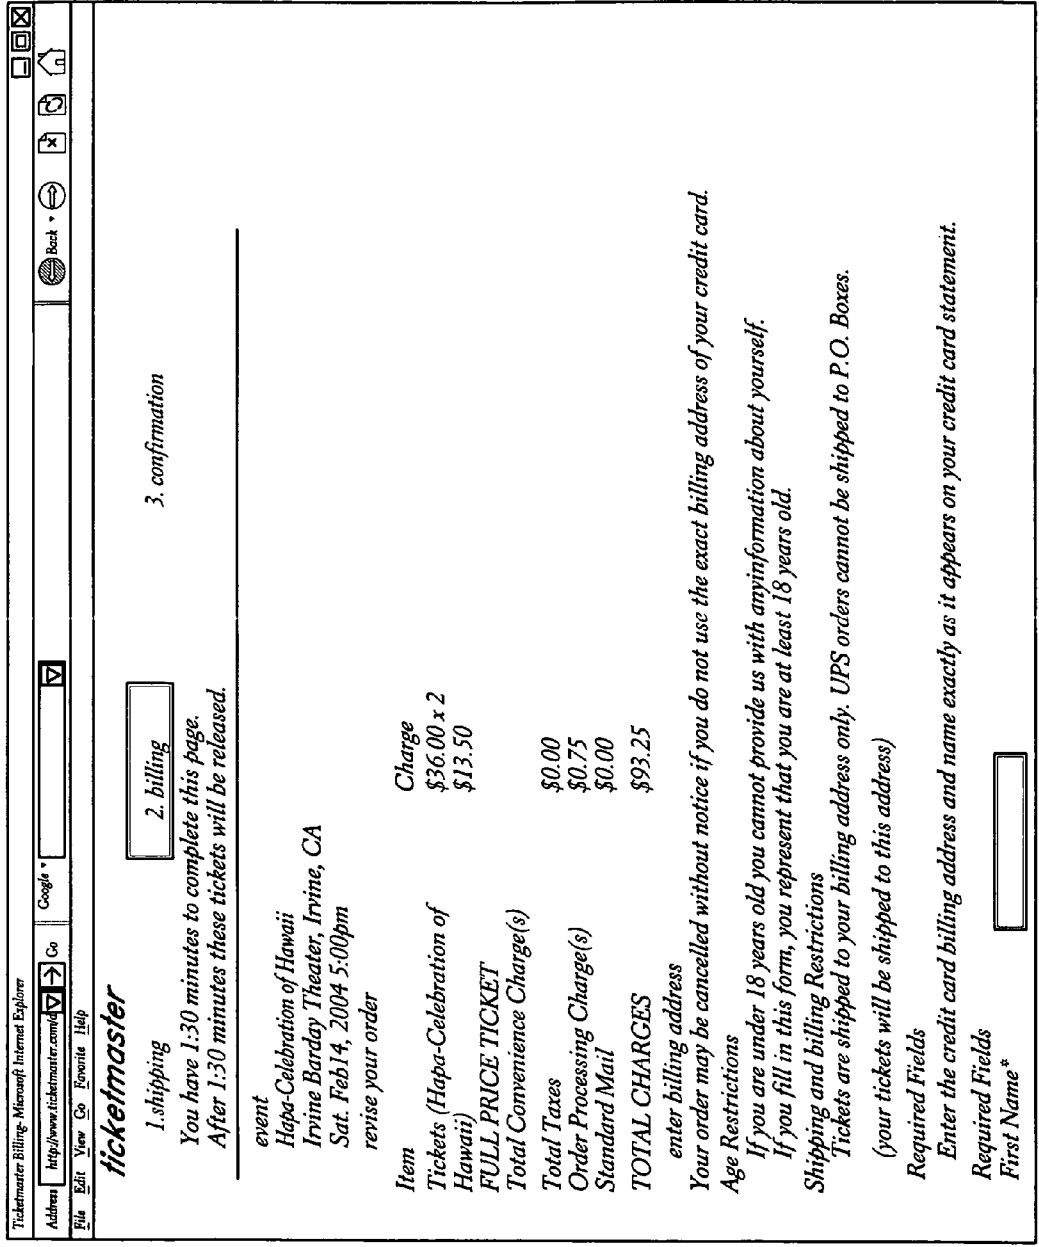 Ticketmaster Billing- Microsoft Internet Explorer
Address http://www.ticketmaster.com/d Go Google Back
File Edit View Go Favorite Help
ticketmaster
1.shipping 2. billing 3. confirmation
You have 1:30 minutes to complete this page.
After 1:30 minutes these tickets will be released.
event
Hapa-Celebration of Hawaii
Irvine Barday Theater, Irvine, CA
Sat. Feb14, 2004 5:00pm
revise your order
Item Charge
Tickets (Hapa-Celebration of $36.00 x 2
Hawaii) $13.50
FULL PRICE TICKET
Total Convenience Charge(s)
Total Taxes $0.00
Order Processing Charge(s) $0.75
Standard Mail $0.00
TOTAL CHARGES $93.25
enter billing address
Your order may be cancelled without notice if you do not use the exact billing address of your credit card.
Age Restrictions
If you are under 18 years old you cannot provide us with anyinformation about yourself.
If you fill in this form, you represent that you are at least 18 years old.
Shipping and billing Restrictions
Tickets are shipped to your billing address only. UPS orders cannot be shipped to P.O. Boxes.
(your tickets will be shipped to this address)
Required Fields
Enter the credit card billing address and name exactly as it appears on your credit card statement.
Required Fields
First Name*